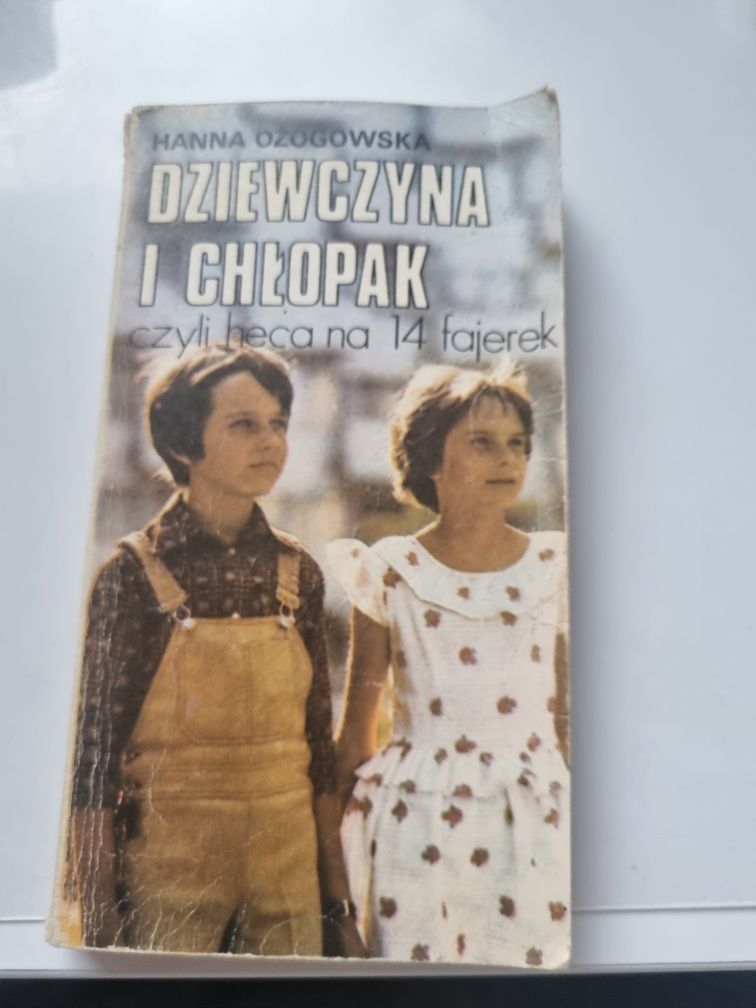 HANNA OŻOGOWSKA
DZIEWCZYNA
I CHŁOPAK
czyli heca na 14 fajerek